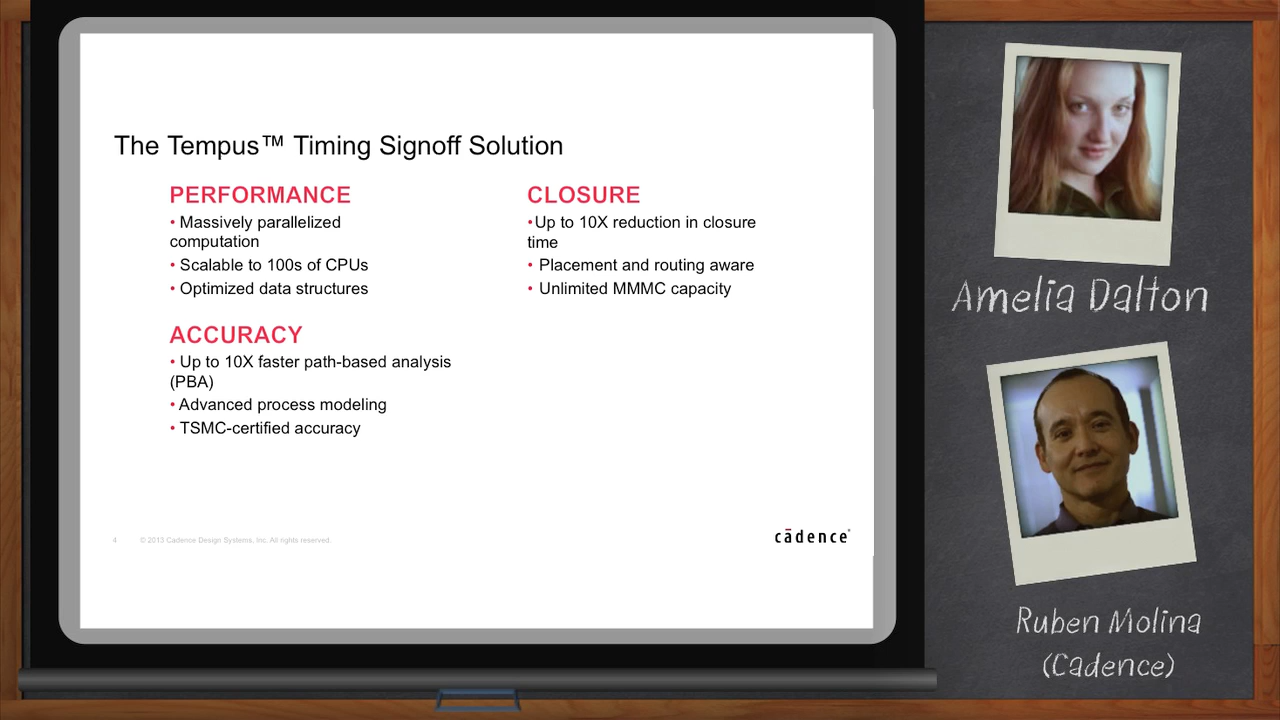 The Tempus™ Timing Signoff Solution
PERFORMANCE
• Massively parallelized
computation
• Scalable to 100s of CPUs
• Optimized data structures
ACCURACY
• Up to 10X faster path-based analysis
(PBA)
• Advanced process modeling
• TSMC-certified accuracy
CLOSURE
•Up to 10X reduction in closure
time
• Placement and routing aware
• Unlimited MMMC capacity
4 © 2013 Cadence Design Systems, Inc. All rights reserved.
cādence®
Amelia Dalton
Ruben Molina
(Cadence)